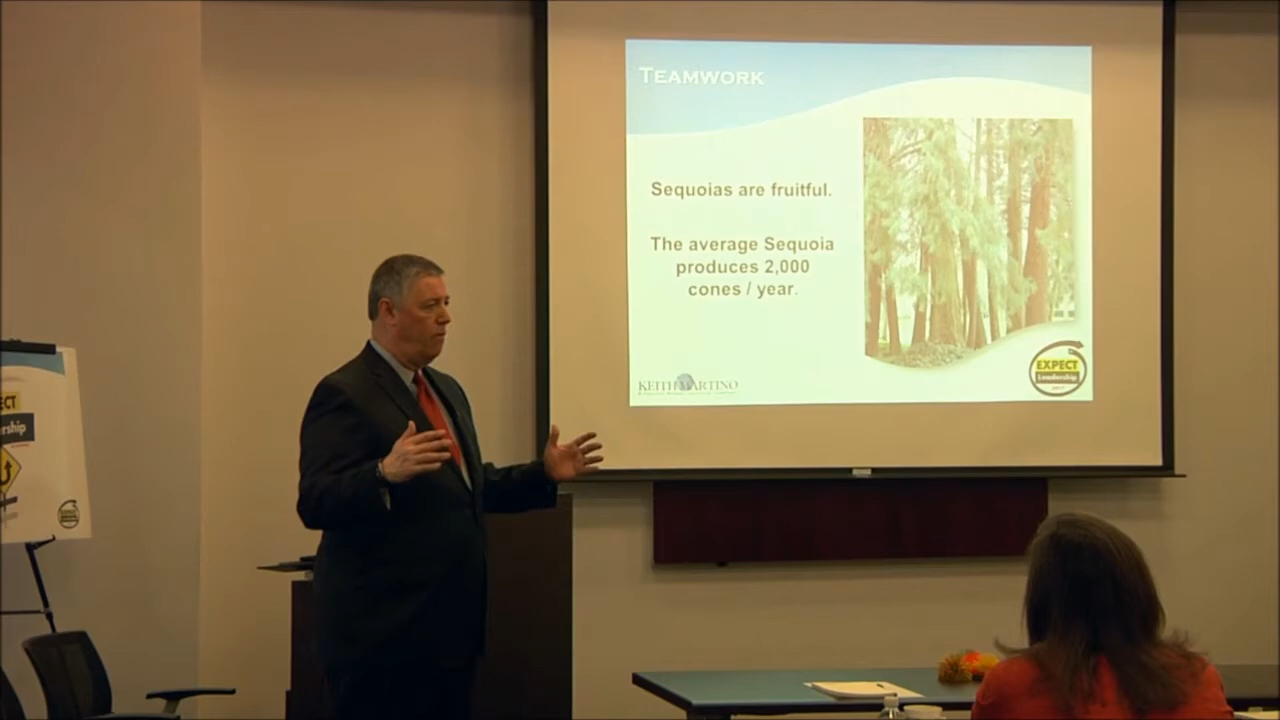 TEAMWORK
Sequoias are fruitful.
The average Sequoia
produces 2,000
cones / year.
KEITH MARTINO
EXPECT
Leadership